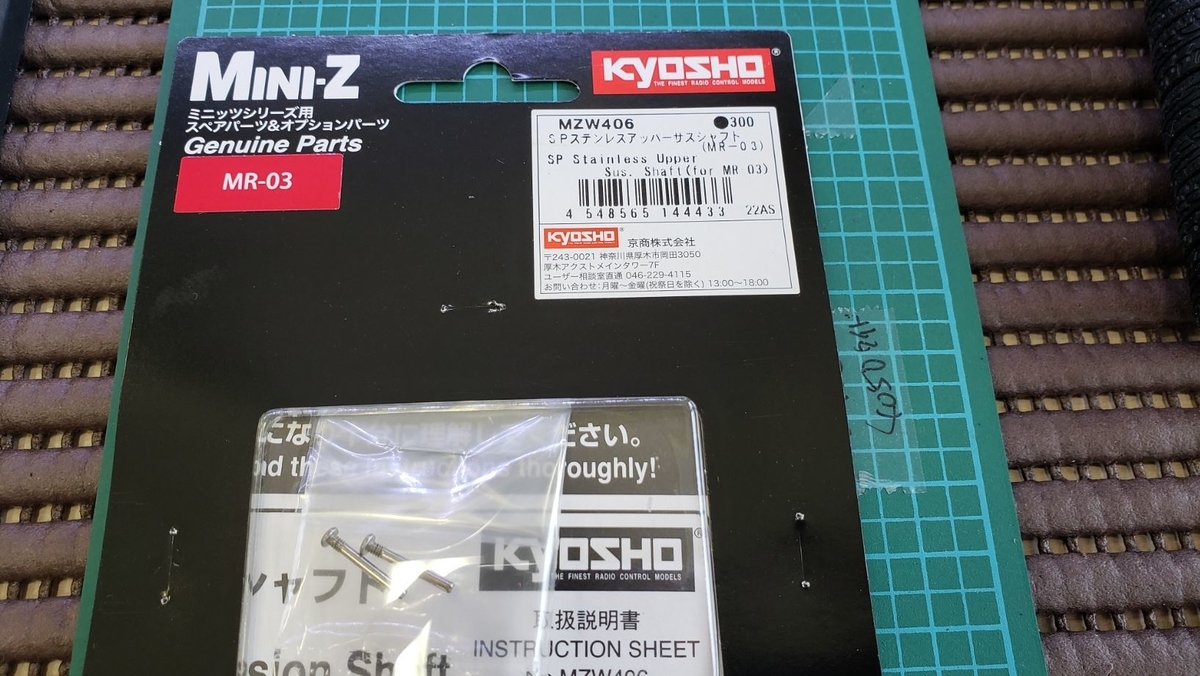 MINI-Z
ミニッツシリーズ用
スペアパーツ&オプションパーツ
Genuine Parts
MR-03
KYOSHO®
THE FINEST RADIO CONTROL MODELS
MZW406 ●300
SPステンレスアッパーサスシャフト
(MR-03)
SP Stainless Upper
Sus. Shaft(for MR 03)
4 548565 144433 22AS
KYOSHO 京商株式会社
〒243-0021 神奈川県厚木市岡田3050
厚木アクストメインタワー7F
ユーザー相談室直通 046-229-4115
お問い合わせ:月曜~金曜(祝祭日を除く) 13:00~18:00
ださい。
thoroughly!
KYOSHO®
THE FINEST RADIO CONTROL MODELS
シャフト
取扱説明書
INSTRUCTION SHEET
ssion Shaft
No. MZW406